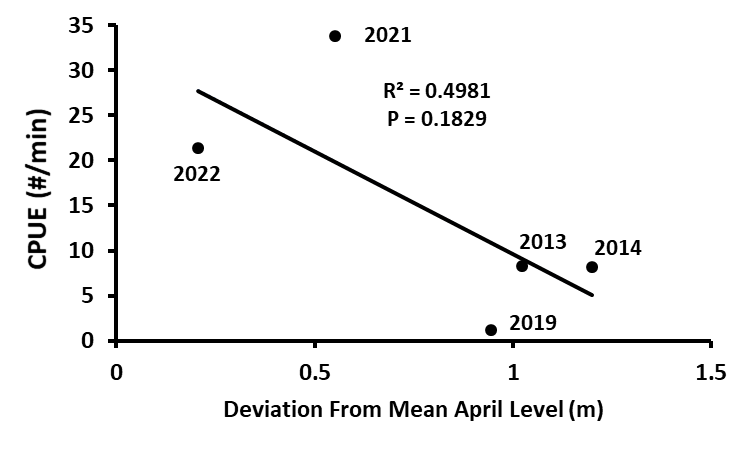 35
30
25
20
15
10
5
0
CPUE (#/min)
2021
R² = 0.4981
P = 0.1829
2022
2013
2014
2019
0 0.5 1 1.5
Deviation From Mean April Level (m)